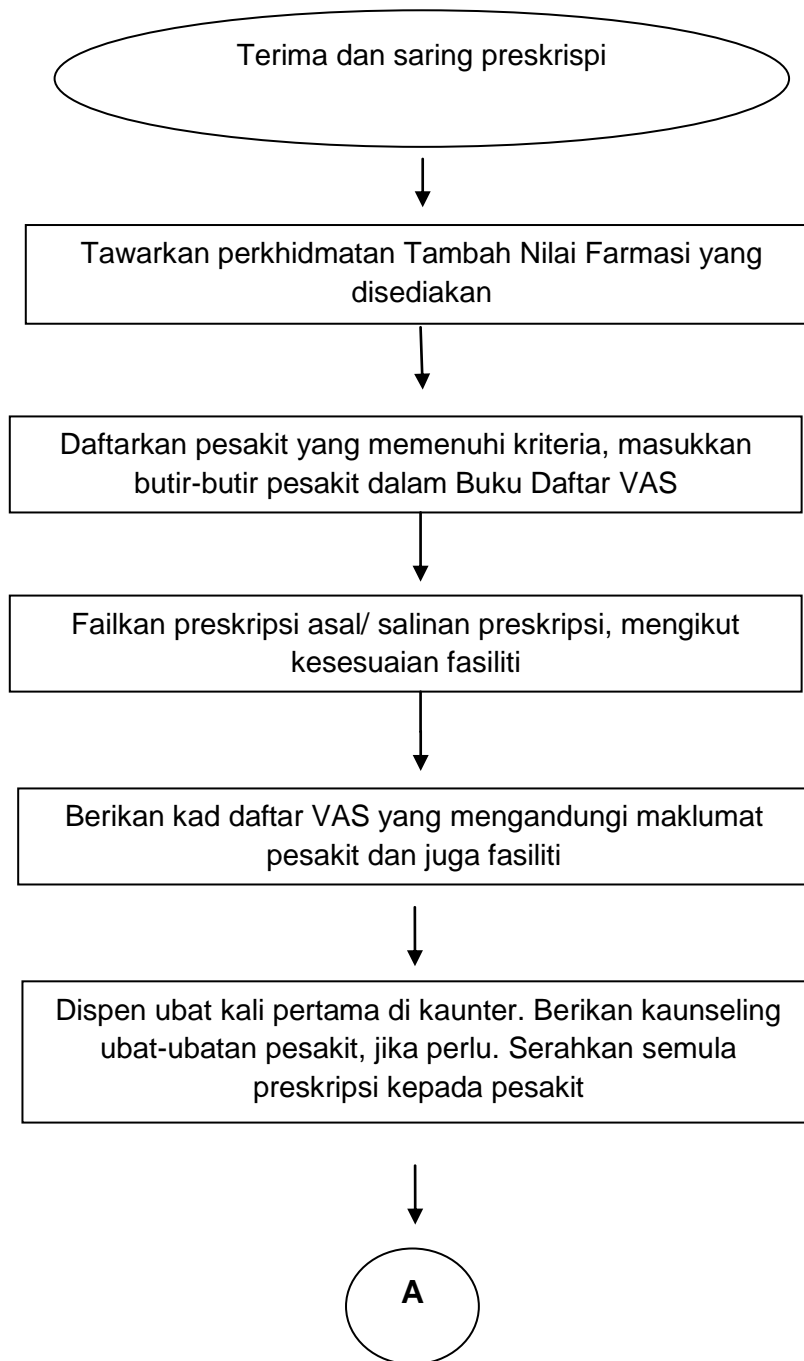 Terima dan saring preskrispi
Tawarkan perkhidmatan Tambah Nilai Farmasi yang
disediakan
Daftarkan pesakit yang memenuhi kriteria, masukkan
butir-butir pesakit dalam Buku Daftar VAS
Failkan preskripsi asal/ salinan preskripsi, mengikut
kesesuaian fasiliti
Berikan kad daftar VAS yang mengandungi maklumat
pesakit dan juga fasiliti
Dispen ubat kali pertama di kaunter. Berikan kaunseling
ubat-ubatan pesakit, jika perlu. Serahkan semula
preskripsi kepada pesakit
A